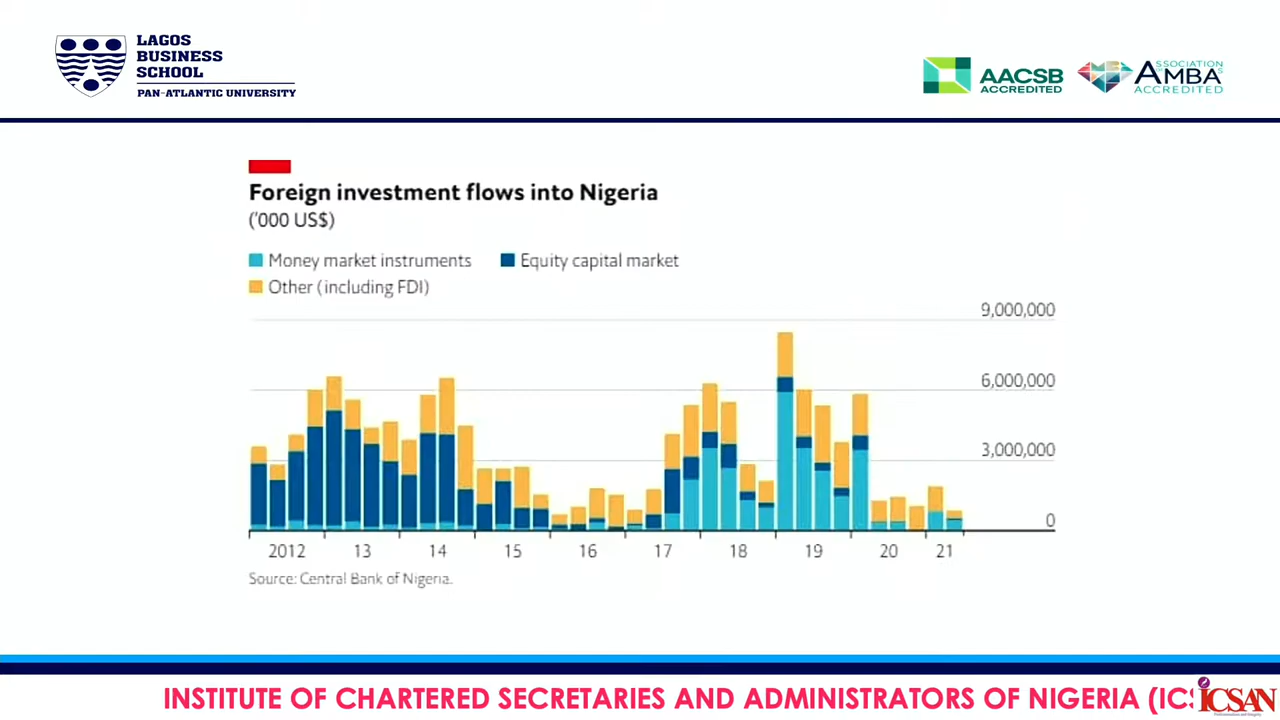 LAGOS
BUSINESS
SCHOOL
PAN-ATLANTIC UNIVERSITY
AACSB
ACCREDITED
ASSOCIATION
AMBAs
ACCREDITED
Foreign investment flows into Nigeria
('000 US$)
Money market instruments Equity capital market
Other (including FDI)
9,000,000
6,000,000
3,000,000
0
2012 13 14 15 16 17 18 19 20 21
Source: Central Bank of Nigeria.
INSTITUTE OF CHARTERED SECRETARIES AND ADMINISTRATORS OF NIGERIA (ICS
ICSAN